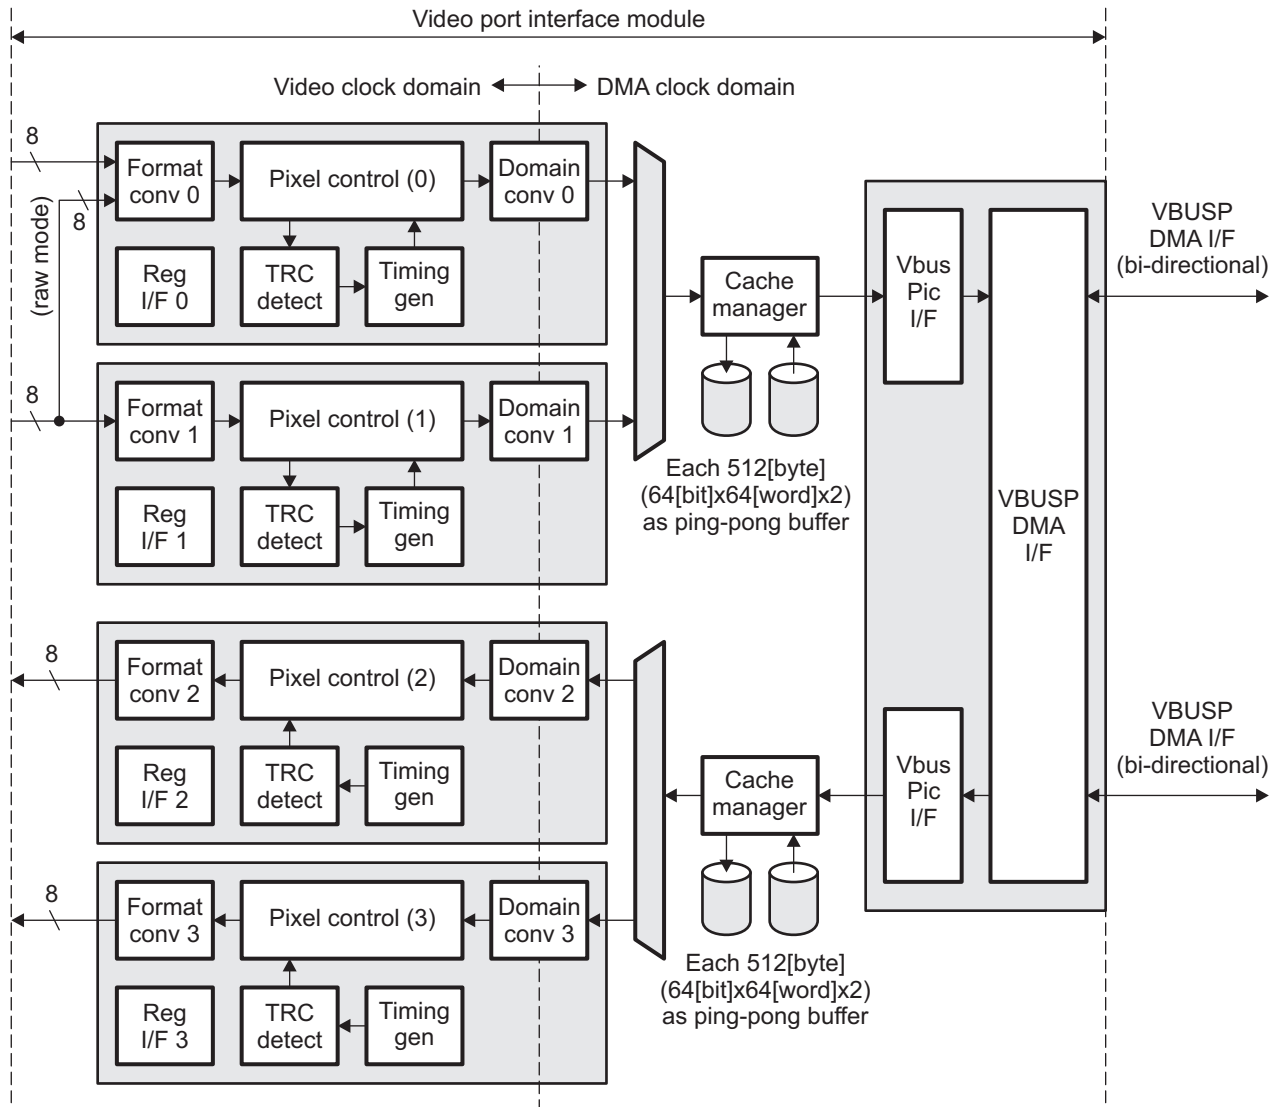 Video port interface module
Video clock domain
DMA clock domain
8
8
(raw mode)
Format
conv 0
Pixel control (0)
Domain
conv 0
Reg
I/F 0
TRC
detect
Timing
gen
8
Format
conv 1
Pixel control (1)
Domain
conv 1
Reg
I/F 1
TRC
detect
Timing
gen
Cache
manager
Each 512[byte]
(64[bit]x64[word]x2)
as ping-pong buffer
Vbus
Pic
I/F
VBUSP
DMA
I/F
VBUSP
DMA I/F
(bi-directional)
8
Format
conv 2
Pixel control (2)
Domain
conv 2
Reg
I/F 2
TRC
detect
Timing
gen
8
Format
conv 3
Pixel control (3)
Domain
conv 3
Reg
I/F 3
TRC
detect
Timing
gen
Cache
manager
Each 512[byte]
(64[bit]x64[word]x2)
as ping-pong buffer
Vbus
Pic
I/F
VBUSP
DMA I/F
(bi-directional)